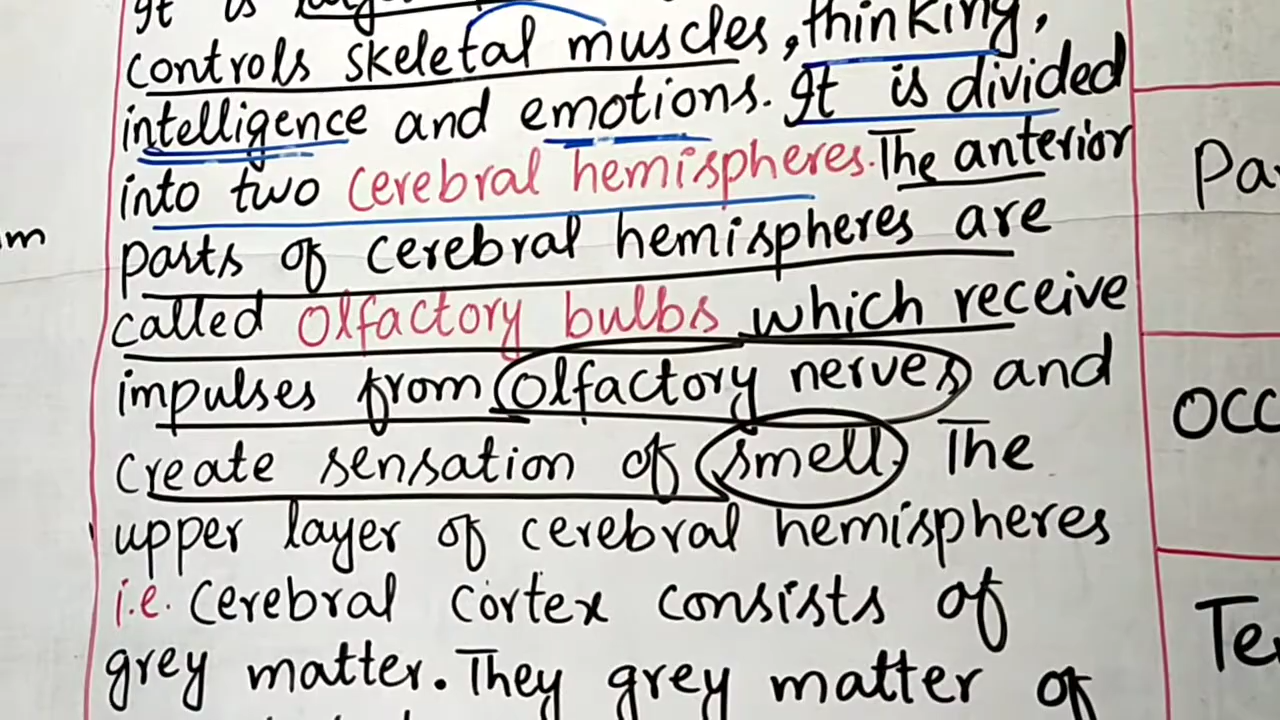 It is
controls skeletal muscles, thinking,
intelligence and emotions. It is divided
into two cerebral hemispheres. The anterior
parts of cerebral hemispheres are
called Olfactory bulbs which receive
impulses from olfactory nerves and
create sensation of smell. The
upper layer of cerebral hemispheres
i.e. cerebral cortex consists of
grey matter. They grey matter of
m
Pa
Occ
Te